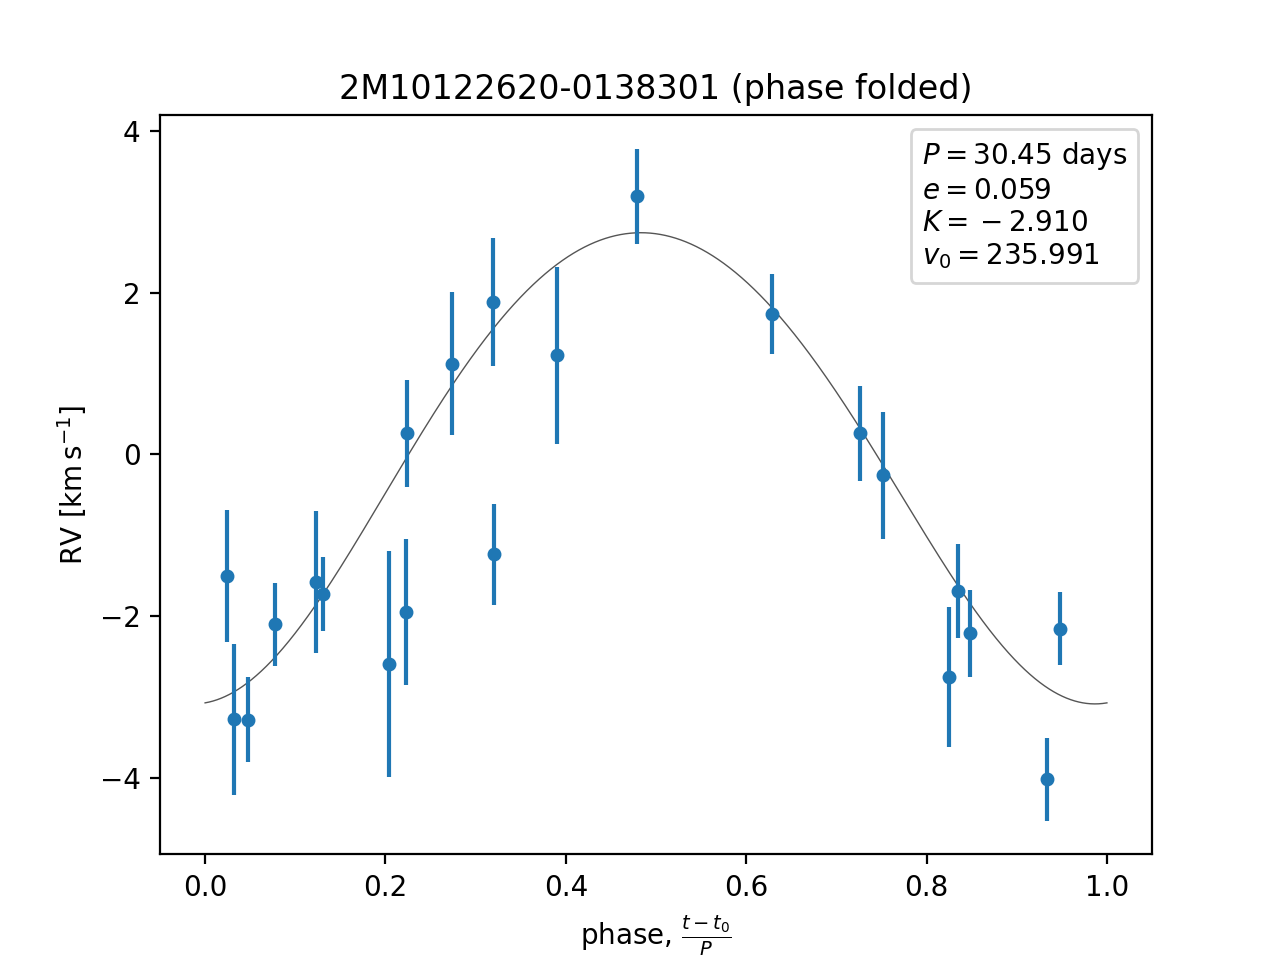 2M10122620-0138301 (phase folded)
P = 30.45 days
e = 0.059
K = −2.910
v₀ = 235.991
4
2
0
−2
−4
RV [km s⁻¹]
0.0 0.2 0.4 0.6 0.8 1.0
phase, (t − t₀)/P